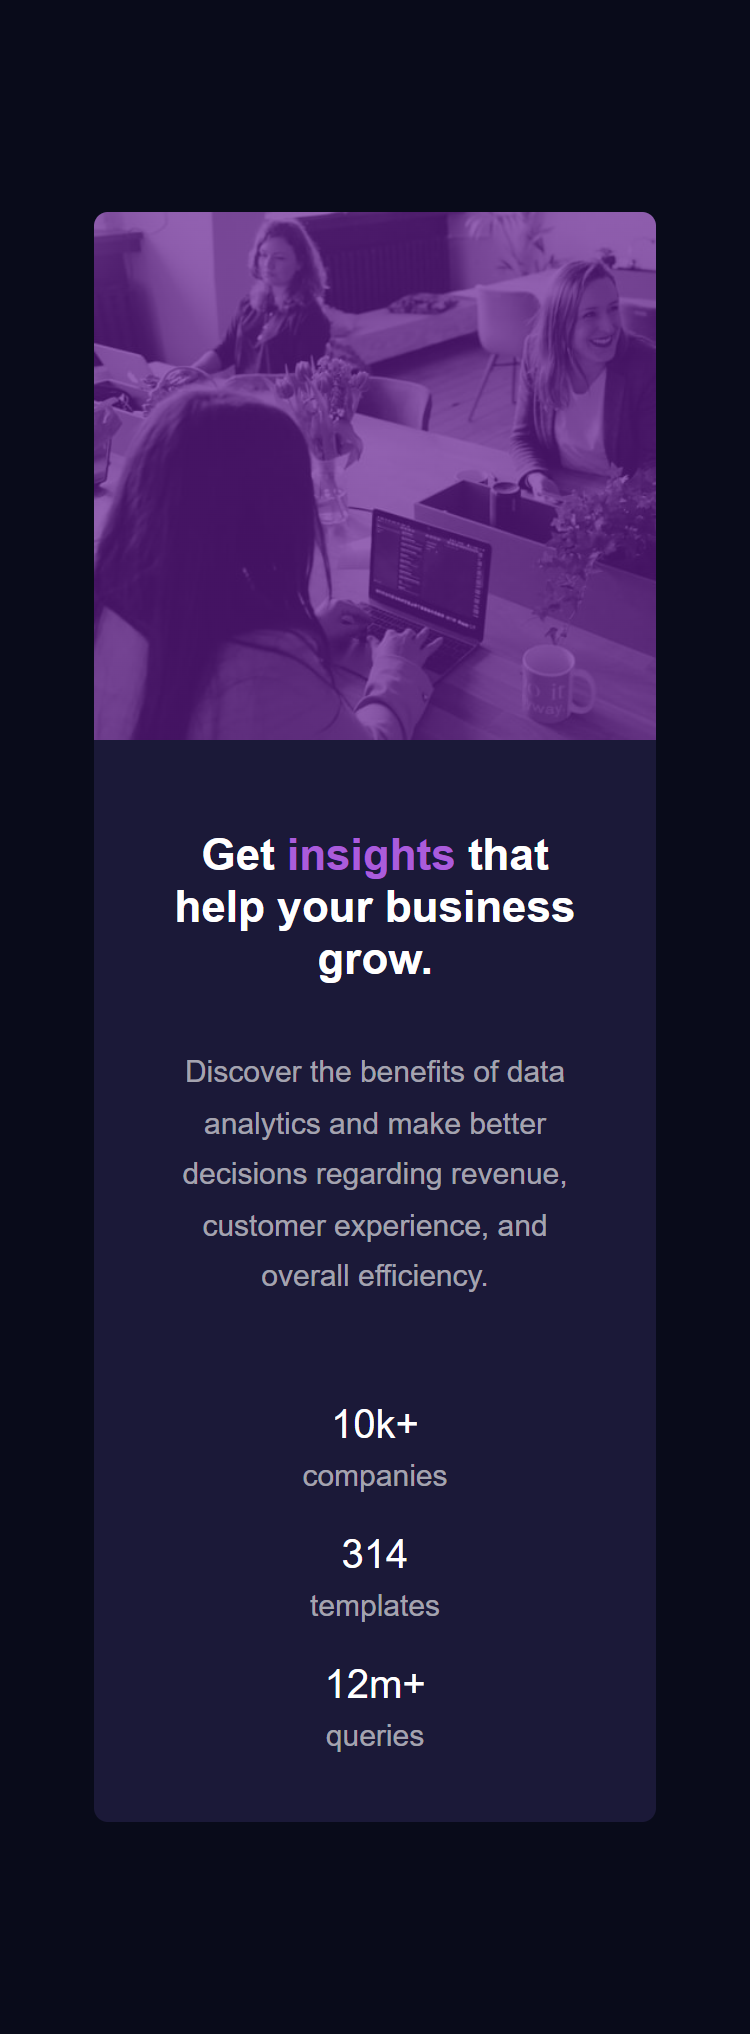 Get insights that
help your business
grow.
Discover the benefits of data
analytics and make better
decisions regarding revenue,
customer experience, and
overall efficiency.
10k+
companies
314
templates
12m+
queries